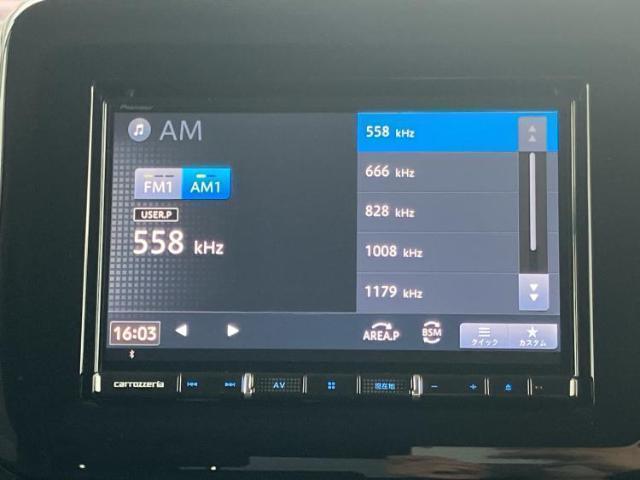 Pioneer
AM
FM1 AM1
USER.P
558 kHz
558 kHz
666 kHz
828 kHz
1008 kHz
1179 kHz
16:03
AREA.P
BSM
クイック
カスタム
carrozzeria
AV
現在地